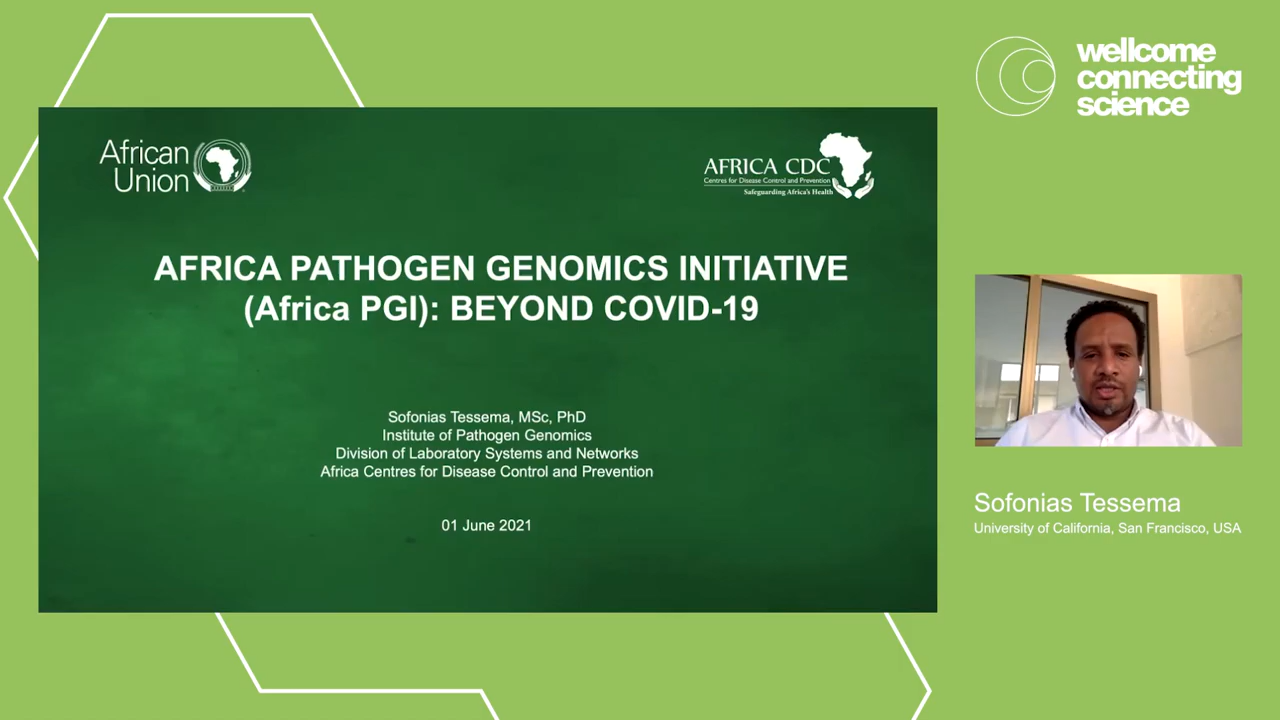 African
Union
AFRICA CDC
Centres for Disease Control and Prevention
Safeguarding Africa's Health
AFRICA PATHOGEN GENOMICS INITIATIVE
(Africa PGI): BEYOND COVID-19
Sofonias Tessema, MSc, PhD
Institute of Pathogen Genomics
Division of Laboratory Systems and Networks
Africa Centres for Disease Control and Prevention
01 June 2021
wellcome
connecting
science
Sofonias Tessema
University of California, San Francisco, USA